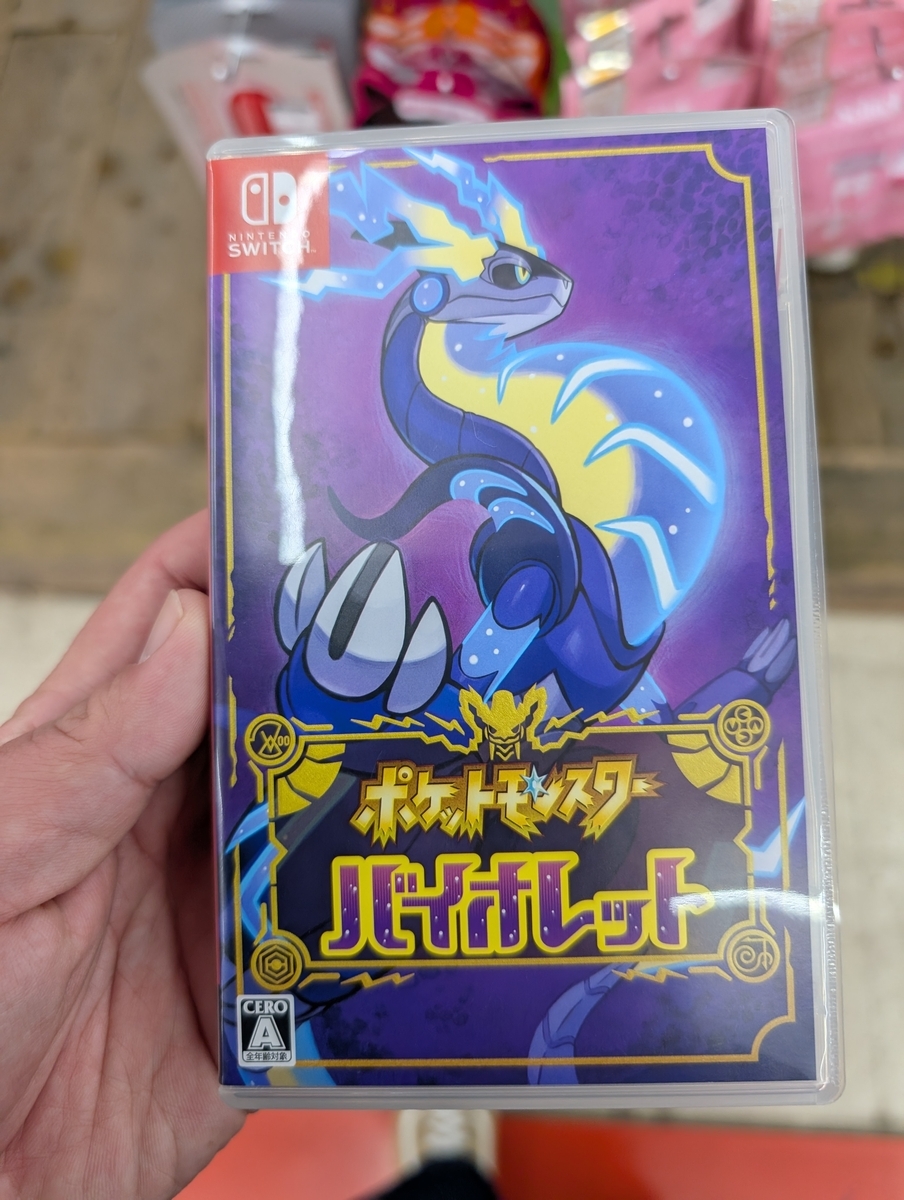 NINTENDO
SWITCH™
ポケットモンスター
バイオレット
CERO
A
全年齢対象